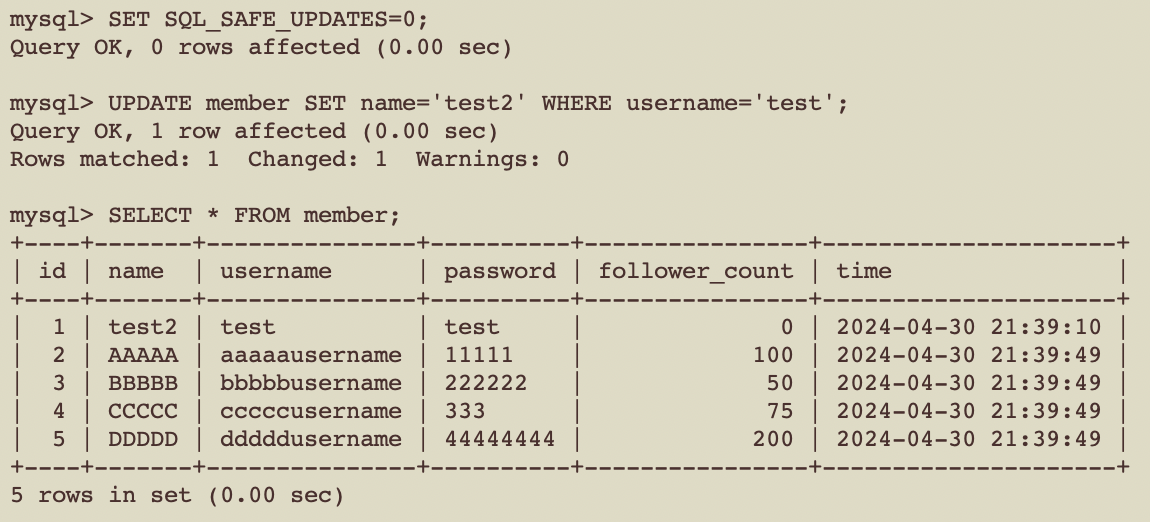 mysql> SET SQL_SAFE_UPDATES=0;
Query OK, 0 rows affected (0.00 sec)

mysql> UPDATE member SET name='test2' WHERE username='test';
Query OK, 1 row affected (0.00 sec)
Rows matched: 1  Changed: 1  Warnings: 0

mysql> SELECT * FROM member;
+----+-------+---------------+----------+----------------+---------------------+
| id | name  | username      | password | follower_count | time                |
+----+-------+---------------+----------+----------------+---------------------+
|  1 | test2 | test          | test     |              0 | 2024-04-30 21:39:10 |
|  2 | AAAAA | aaaaausername | 11111    |            100 | 2024-04-30 21:39:49 |
|  3 | BBBBB | bbbbbusername | 222222   |             50 | 2024-04-30 21:39:49 |
|  4 | CCCCC | cccccusername | 333      |             75 | 2024-04-30 21:39:49 |
|  5 | DDDDD | dddddusername | 44444444 |            200 | 2024-04-30 21:39:49 |
+----+-------+---------------+----------+----------------+---------------------+
5 rows in set (0.00 sec)